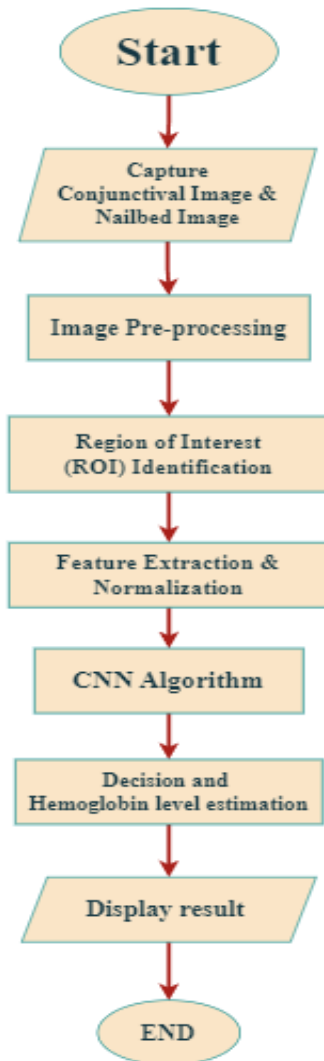 Start
Capture
Conjunctival Image &
Nailbed Image
Image Pre-processing
Region of Interest
(ROI) Identification
Feature Extraction &
Normalization
CNN Algorithm
Decision and
Hemoglobin level estimation
Display result
END